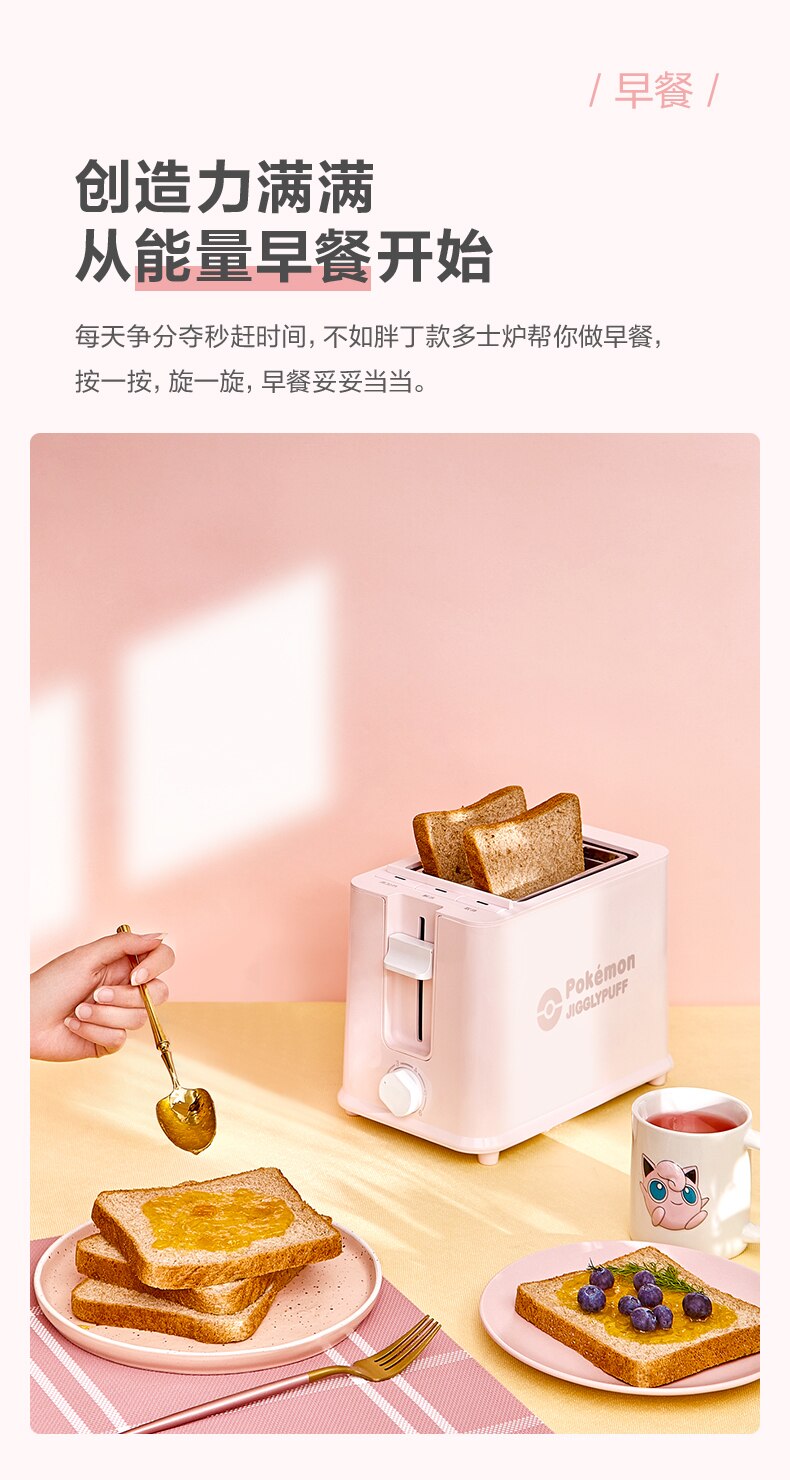 / 早餐 /
创造力满满
从能量早餐开始
每天争分夺秒赶时间, 不如胖丁款多士炉帮你做早餐,
按一按, 旋一旋, 早餐妥妥当当。
Pokémon
JIGGLYPUFF